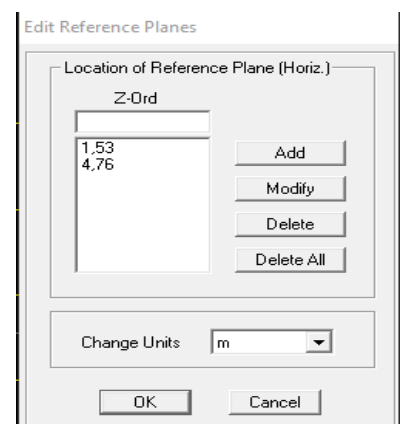 Edit Reference Planes
Location of Reference Plane (Horiz.)
Z-Ord
1,53
4,76
Add
Modify
Delete
Delete All
Change Units
m
OK
Cancel